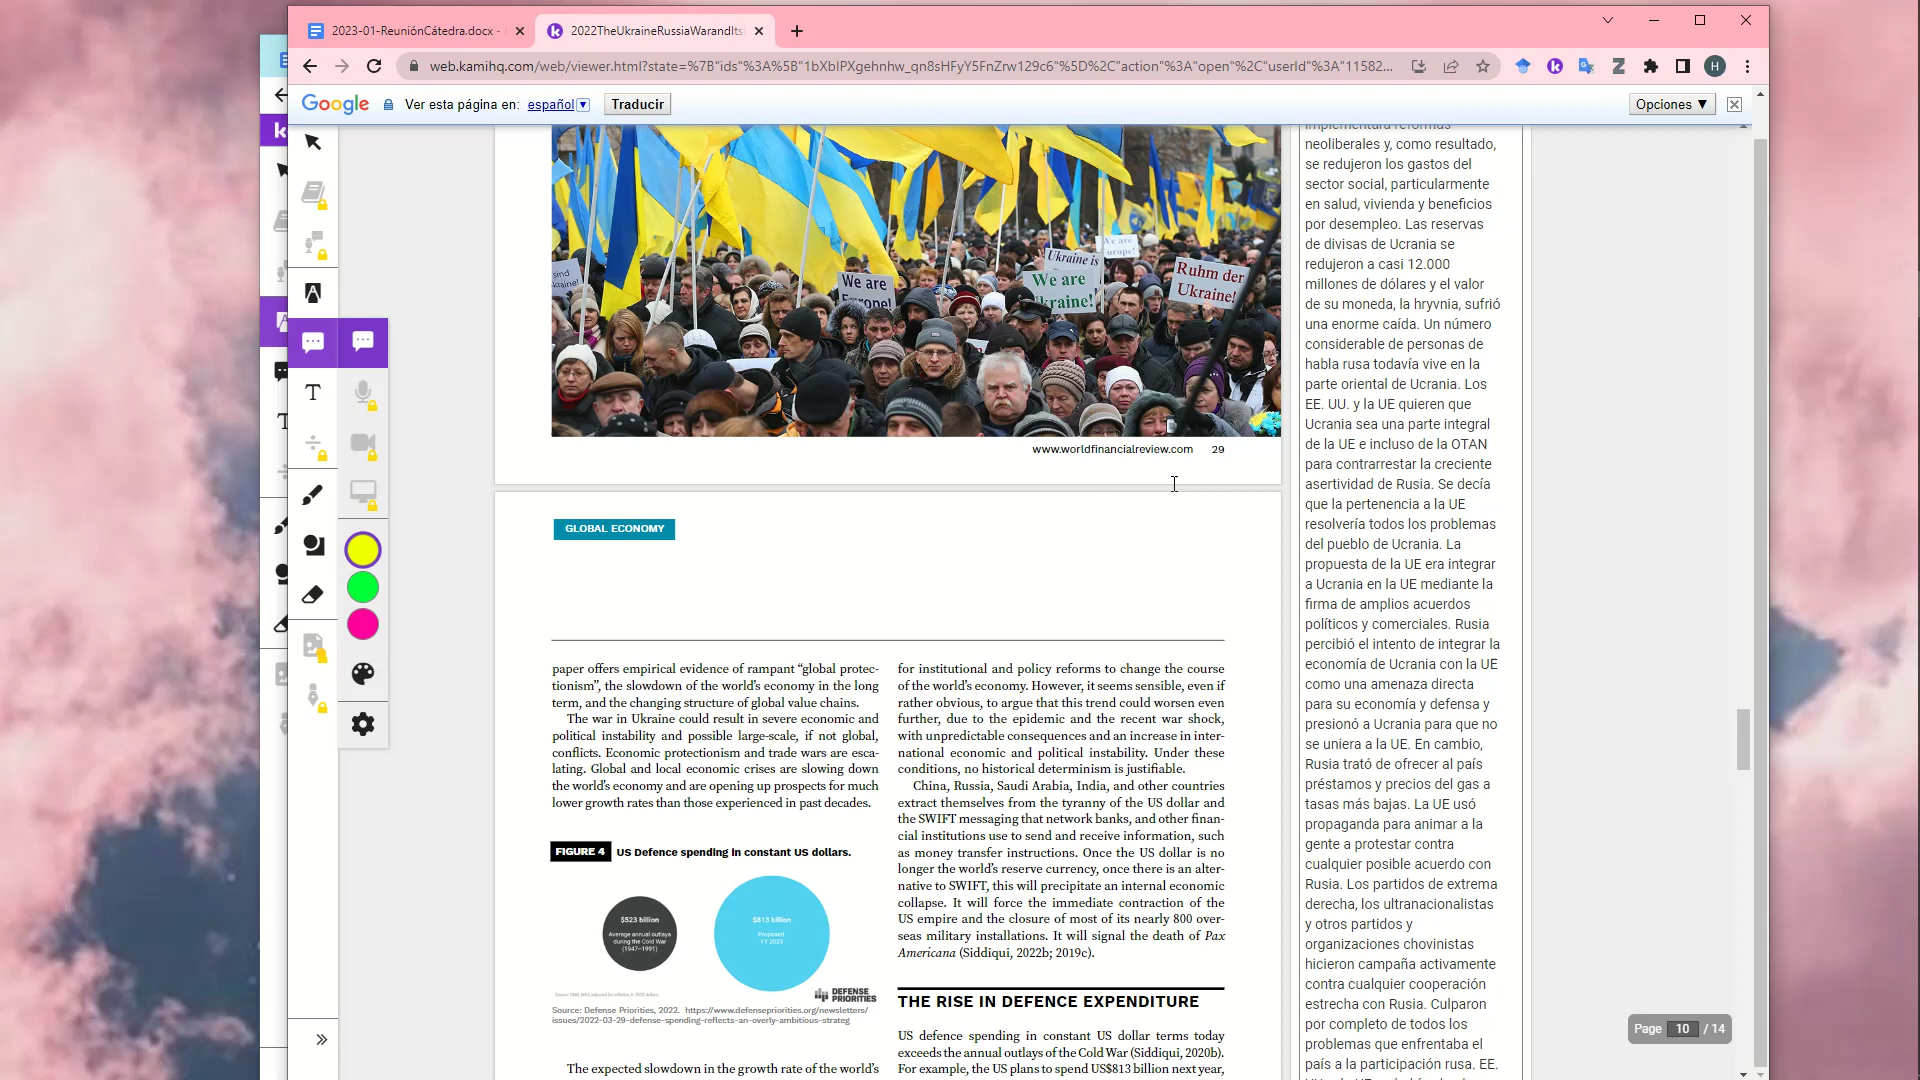 2023-01-ReuniónCátedra.docx -
2022TheUkraineRussiaWarandIts
web.kamihq.com/web/viewer.html?state=%7B"ids"%3A%5B"1bXbIPXgehnhw_qn8sHFyY5FnZrw129c6"%5D%2C"action"%3A"open"%2C"userId"%3A"11582...
H
Google Ver esta página en: español Traducir Opciones ▼
We are
Europe!
Ukraine is
We are
Ukraine!
Ruhm der
Ukraine!
www.worldfinancialreview.com 29
GLOBAL ECONOMY
paper offers empirical evidence of rampant “global protec-
tionism”, the slowdown of the world’s economy in the long
term, and the changing structure of global value chains.
The war in Ukraine could result in severe economic and
political instability and possible large-scale, if not global,
conflicts. Economic protectionism and trade wars are esca-
lating. Global and local economic crises are slowing down
the world’s economy and are opening up prospects for much
lower growth rates than those experienced in past decades.
FIGURE 4 US Defence spending in constant US dollars.
$523 billion
Average annual outlays
during the Cold War
(1947–1991)
$813 billion
Proposed
FY 2023
DEFENSE
PRIORITIES
Source: Defense Priorities, 2022. https://www.defensepriorities.org/newsletters/
issues/2022-03-29-defense-spending-reflects-an-overly-ambitious-strateg
The expected slowdown in the growth rate of the world’s
for institutional and policy reforms to change the course
of the world’s economy. However, it seems sensible, even if
rather obvious, to argue that this trend could worsen even
further, due to the epidemic and the recent war shock,
with unpredictable consequences and an increase in inter-
national economic and political instability. Under these
conditions, no historical determinism is justifiable.
China, Russia, Saudi Arabia, India, and other countries
extract themselves from the tyranny of the US dollar and
the SWIFT messaging that network banks, and other finan-
cial institutions use to send and receive information, such
as money transfer instructions. Once the US dollar is no
longer the world’s reserve currency, once there is an alter-
native to SWIFT, this will precipitate an internal economic
collapse. It will force the immediate contraction of the
US empire and the closure of most of its nearly 800 over-
seas military installations. It will signal the death of Pax
Americana (Siddiqui, 2022b; 2019c).
THE RISE IN DEFENCE EXPENDITURE
US defence spending in constant US dollar terms today
exceeds the annual outlays of the Cold War (Siddiqui, 2020b).
For example, the US plans to spend US$813 billion next year,
implementara reformas
neoliberales y, como resultado,
se redujeron los gastos del
sector social, particularmente
en salud, vivienda y beneficios
por desempleo. Las reservas
de divisas de Ucrania se
redujeron a casi 12.000
millones de dólares y el valor
de su moneda, la hryvnia, sufrió
una enorme caída. Un número
considerable de personas de
habla rusa todavía vive en la
parte oriental de Ucrania. Los
EE. UU. y la UE quieren que
Ucrania sea una parte integral
de la UE e incluso de la OTAN
para contrarrestar la creciente
asertividad de Rusia. Se decía
que la pertenencia a la UE
resolvería todos los problemas
del pueblo de Ucrania. La
propuesta de la UE era integrar
a Ucrania en la UE mediante la
firma de amplios acuerdos
políticos y comerciales. Rusia
percibió el intento de integrar la
economía de Ucrania con la UE
como una amenaza directa
para su economía y defensa y
presionó a Ucrania para que no
se uniera a la UE. En cambio,
Rusia trató de ofrecer al país
préstamos y precios del gas a
tasas más bajas. La UE usó
propaganda para animar a la
gente a protestar contra
cualquier posible acuerdo con
Rusia. Los partidos de extrema
derecha, los ultranacionalistas
y otros partidos y
organizaciones chovinistas
hicieron campaña activamente
contra cualquier cooperación
estrecha con Rusia. Culparon
por completo de todos los
problemas que enfrentaba el
país a la participación rusa. EE.
Page 10 / 14